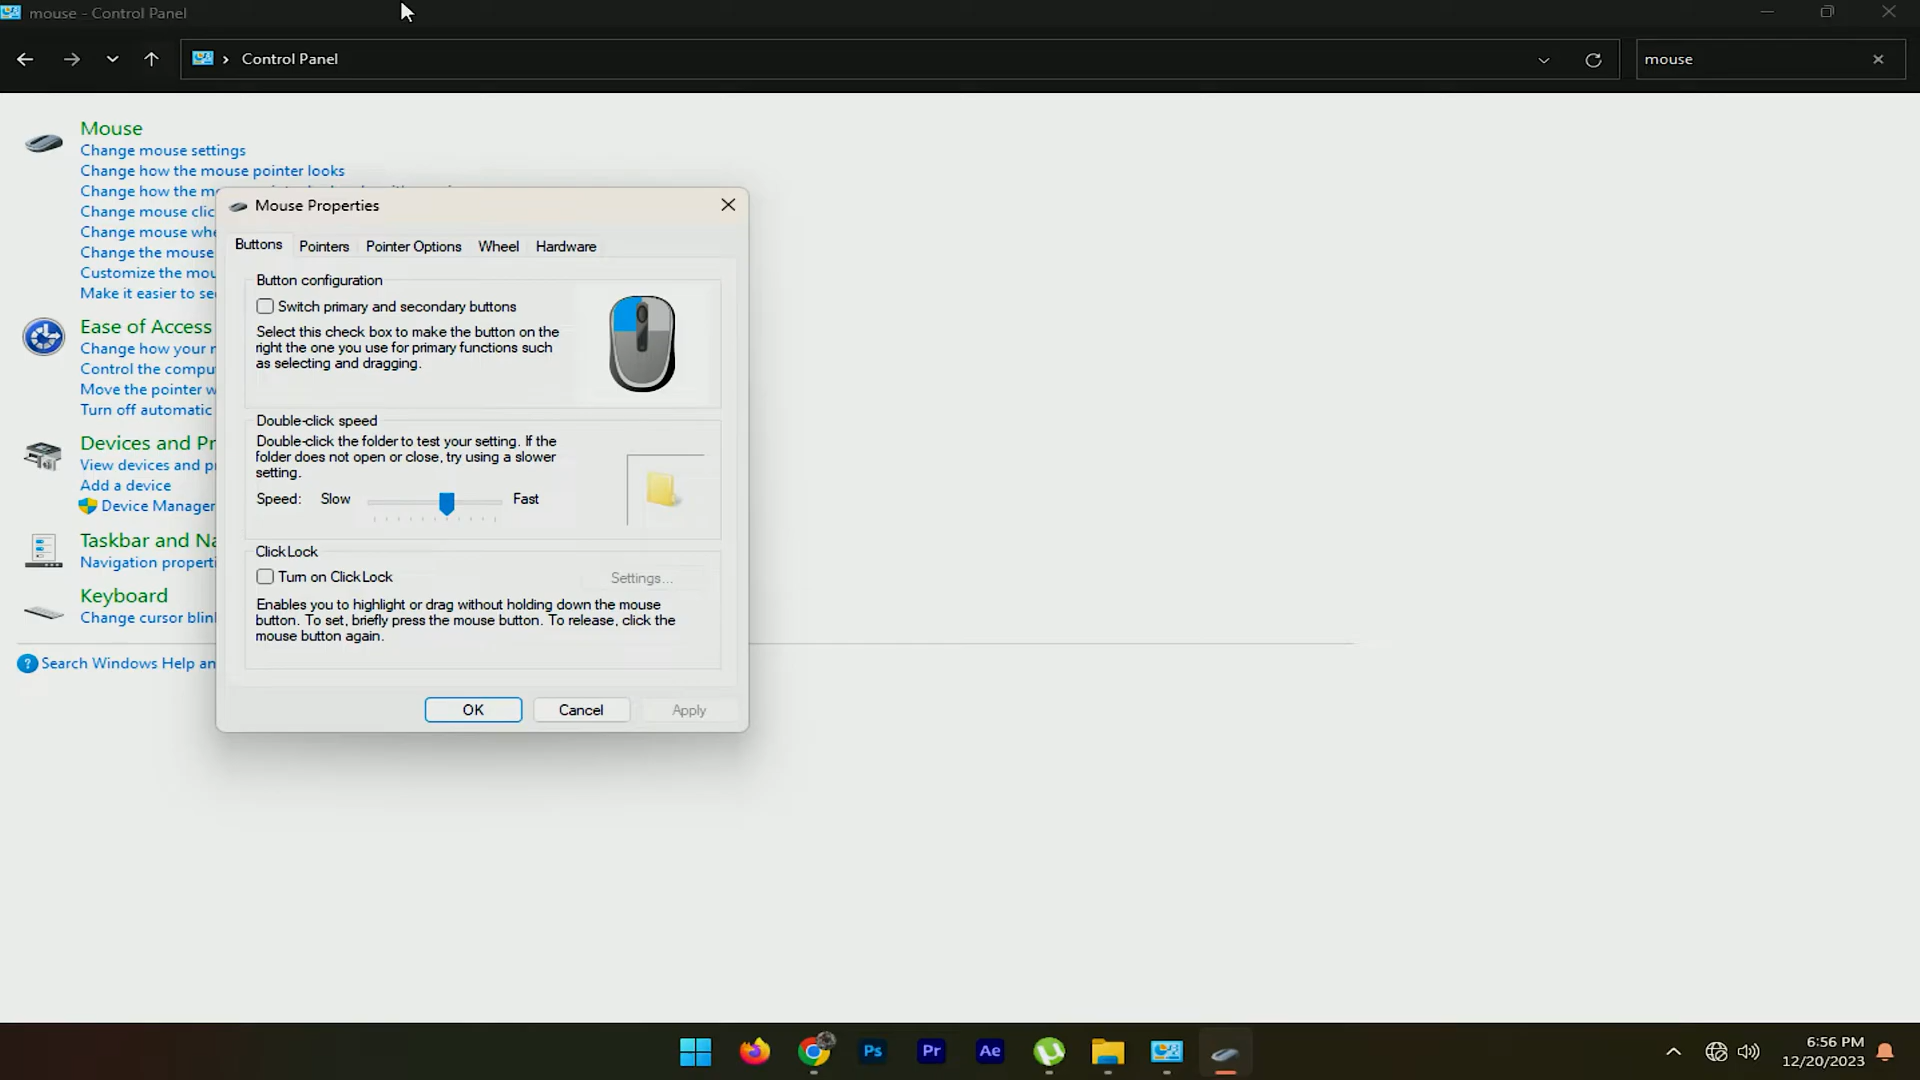 mouse - Control Panel
Control Panel
mouse
Mouse
Change mouse settings
Change how the mouse pointer looks
Change how the
Change mouse clic
Change mouse
Change the mouse
Customize the
Make it easier to
Mouse Properties
Buttons Pointers Pointer Options Wheel Hardware
Button configuration
Switch primary and secondary buttons
Select this check box to make the button on the
right the one you use for primary functions such
as selecting and dragging.
Double-click speed
Double-click the folder to test your setting. If the
folder does not open or close, try using a slower
setting.
Speed: Slow Fast
ClickLock
Turn on ClickLock Settings...
Enables you to highlight or drag without holding down the mouse
button. To set, briefly press the mouse button. To release, click the
mouse button again.
OK Cancel Apply
Ease of Access
Change how your
Control the compu
Move the pointer
Turn off automatic
Devices and Pr
View devices and
Add a device
Device Manager
Taskbar and Na
Navigation properti
Keyboard
Change cursor blin
Search Windows Help
Ps Pr Ae
6:56 PM
12/20/2023